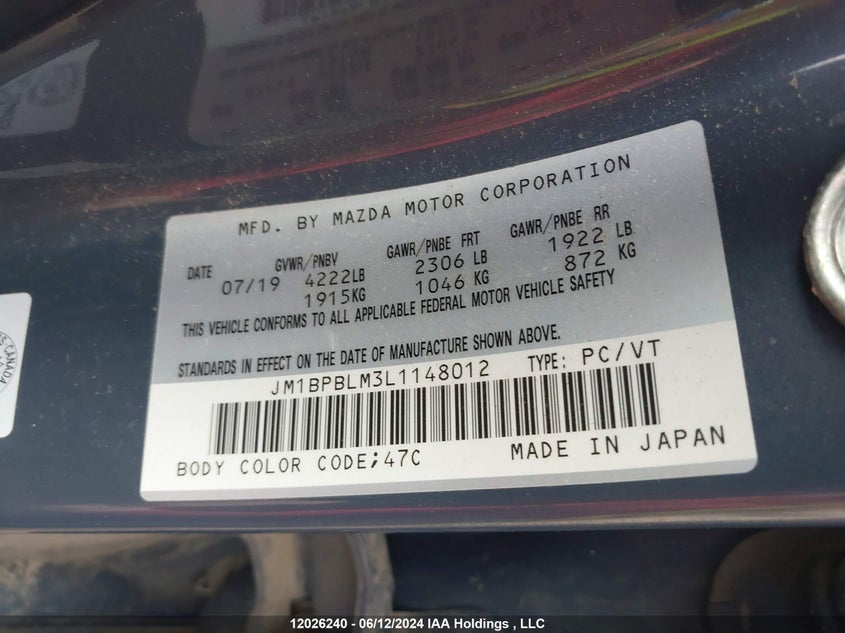 MFD. BY MAZDA MOTOR CORPORATION
DATE 07/19 GVWR/PNBV 4222LB 1915KG GAWR/PNBE FRT 2306 LB 1046 KG GAWR/PNBE RR 1922 LB 872 KG
THIS VEHICLE CONFORMS TO ALL APPLICABLE FEDERAL MOTOR VEHICLE SAFETY
STANDARDS IN EFFECT ON THE DATE OF MANUFACTURE SHOWN ABOVE.
JM1BPBLM3L1148012 TYPE: PC/VT
BODY COLOR CODE;47C MADE IN JAPAN
CANADA
12026240 - 06/12/2024 IAA Holdings , LLC